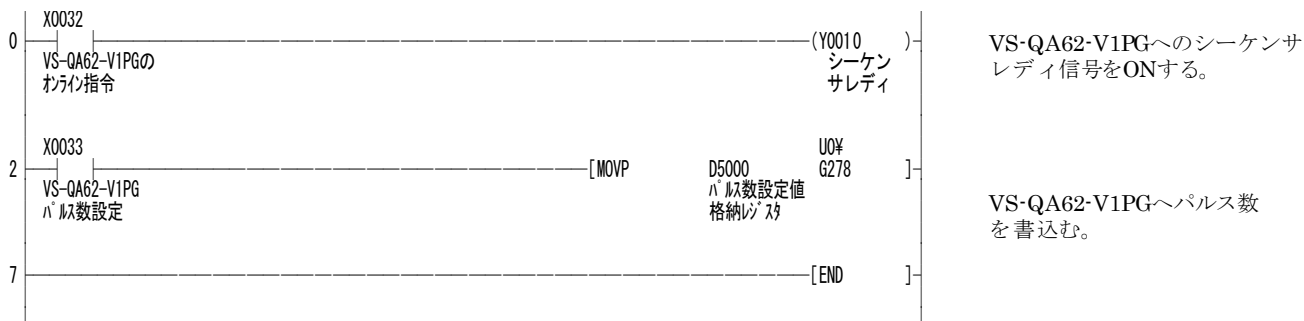 X0032
0 (Y0010 )
VS-QA62-V1PGの
オンライン指令
シーケン
サレディ
VS-QA62-V1PGへのシーケンサ
レディ信号をONする。
X0033
U0¥
2 [MOVP D5000 G278 ]
VS-QA62-V1PG
パルス数設定
パルス数設定値
格納レジスタ
VS-QA62-V1PGへパルス数
を書込む。
7 [END ]